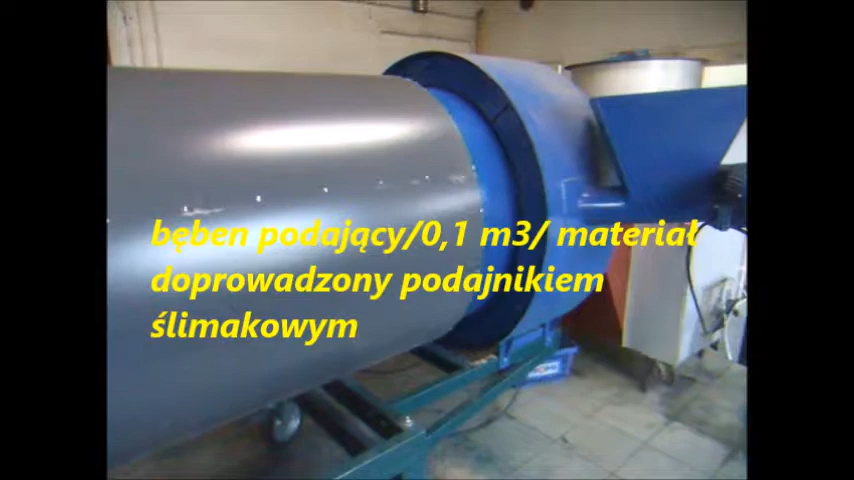 bęben podający/0,1 m3/ materiał
doprowadzony podajnikiem
ślimakowym